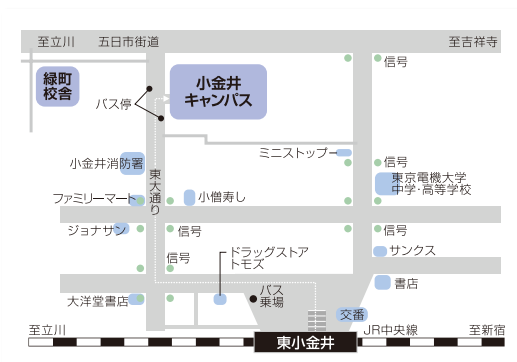 至立川
五日市街道
至吉祥寺
信号
緑町
校舎
小金井
キャンパス
バス停
ミニストップ
小金井消防署
信号
東京電機大学
中学・高等学校
東大通り
ファミリーマート
小僧寿し
ジョナサン
信号
信号
信号
ドラッグストア
トモズ
サンクス
大洋堂書店
バス
乗場
書店
交番
至立川
東小金井
JR中央線
至新宿